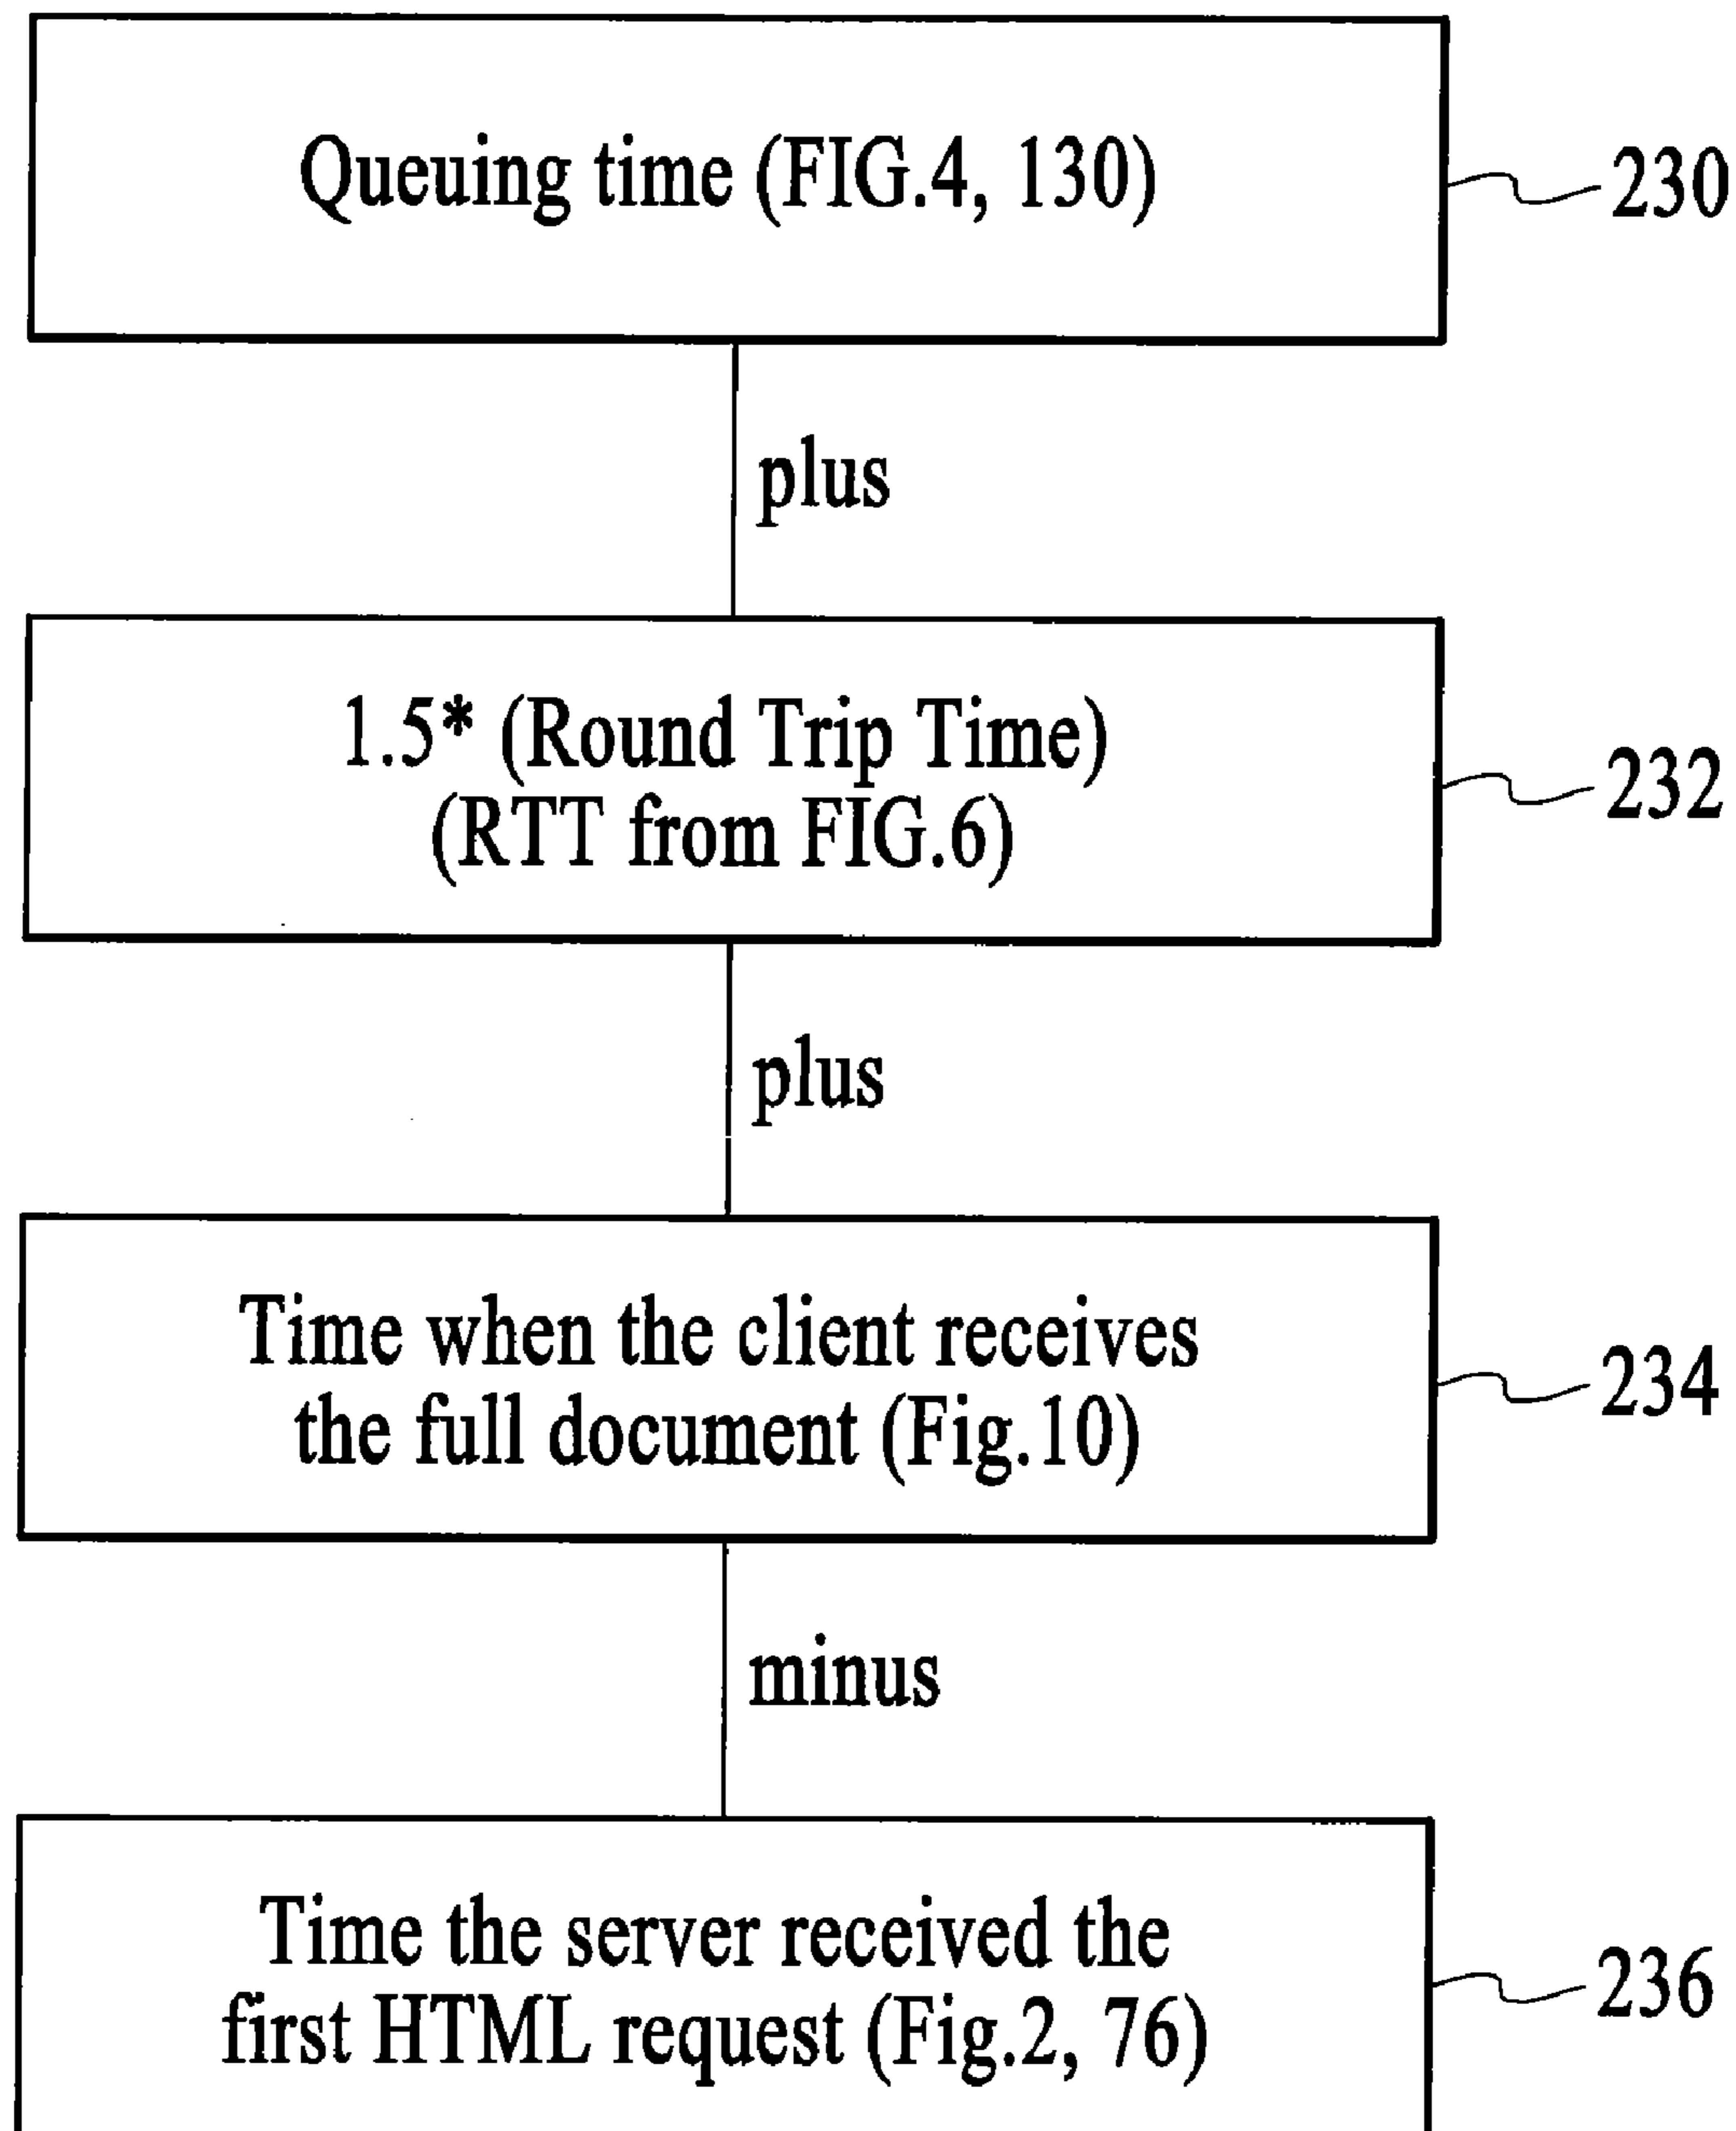 Queuing time (FIG.4, 130)
230
plus
1.5* (Round Trip Time)
(RTT from FIG.6)
232
plus
Time when the client receives
the full document (Fig.10)
234
minus
Time the server received the
first HTML request (Fig.2, 76)
236